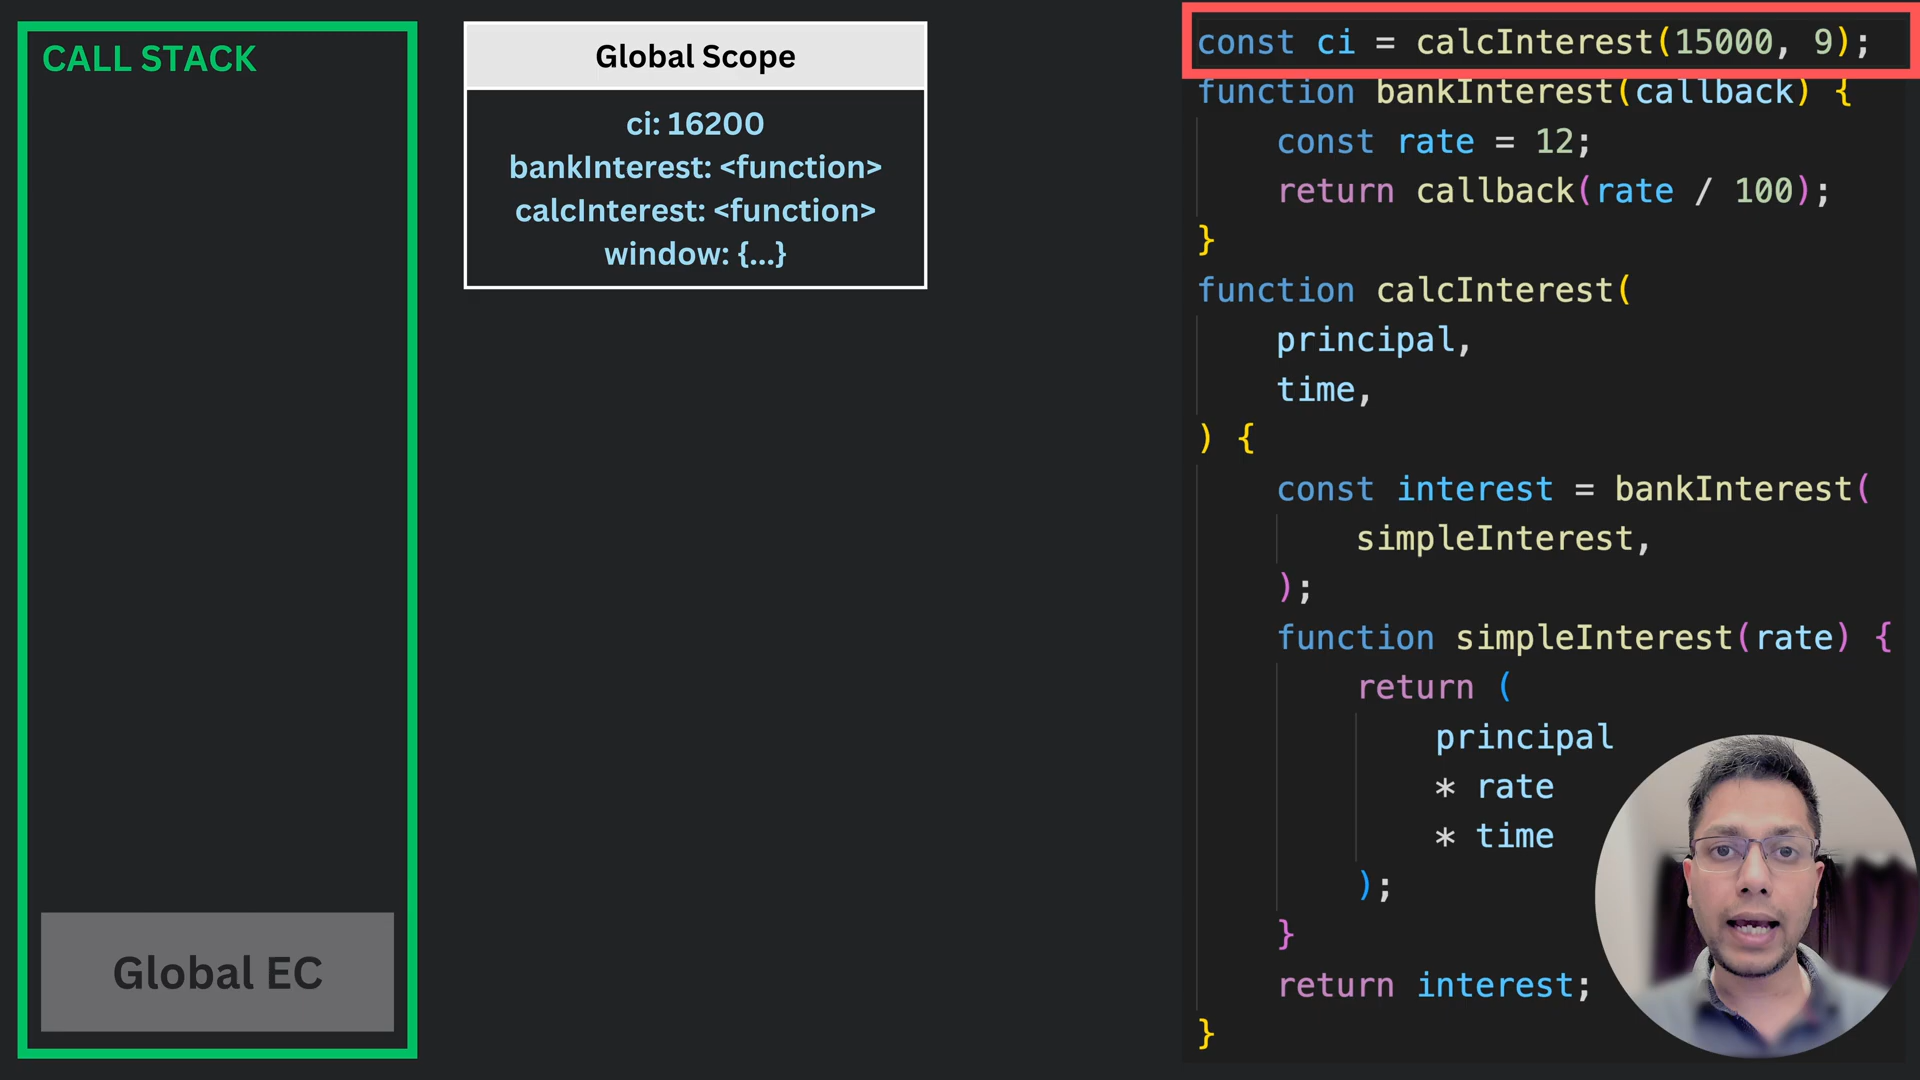 CALL STACK
Global EC
Global Scope
ci: 16200
bankInterest: <function>
calcInterest: <function>
window: {...}
const ci = calcInterest(15000, 9);
function bankInterest(callback) {
    const rate = 12;
    return callback(rate / 100);
}
function calcInterest(
    principal,
    time,
) {
    const interest = bankInterest(
        simpleInterest,
    );
    function simpleInterest(rate) {
        return (
            principal
            * rate
            * time
        );
    }
    return interest;
}